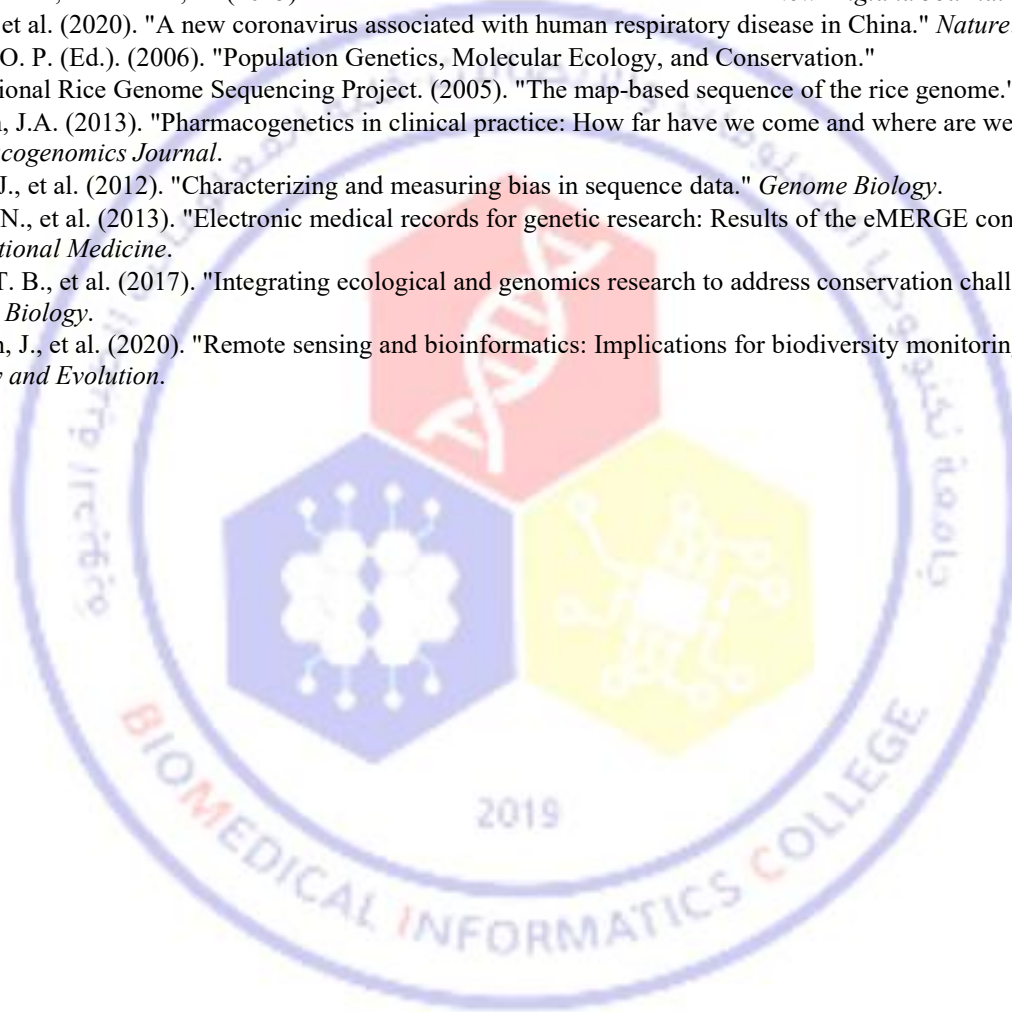 et al. (2020). "A new coronavirus associated with human respiratory disease in China." Nature
O. P. (Ed.). (2006). "Population Genetics, Molecular Ecology, and Conservation."
ional Rice Genome Sequencing Project. (2005). "The map-based sequence of the rice genome."
, J.A. (2013). "Pharmacogenetics in clinical practice: How far have we come and where are we
cogenomics Journal.
J., et al. (2012). "Characterizing and measuring bias in sequence data." Genome Biology.
N., et al. (2013). "Electronic medical records for genetic research: Results of the eMERGE con
tional Medicine.
T. B., et al. (2017). "Integrating ecological and genomics research to address conservation chall
Biology.
, J., et al. (2020). "Remote sensing and bioinformatics: Implications for biodiversity monitorin
y and Evolution.
2019
BIOMEDICAL INFORMATICS COLLEGE